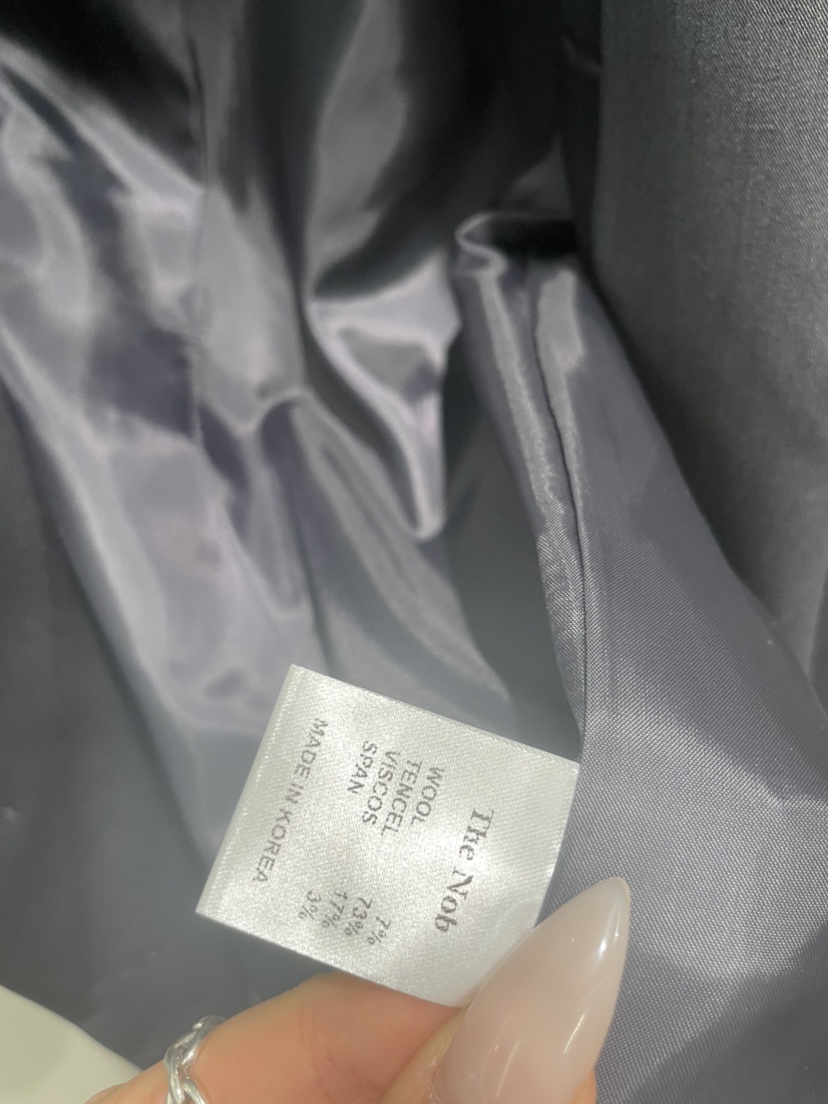 The Nob
WOOL 7%
TENCEL 73%
VISCOS 17%
SPAN 3%
MADE IN KOREA